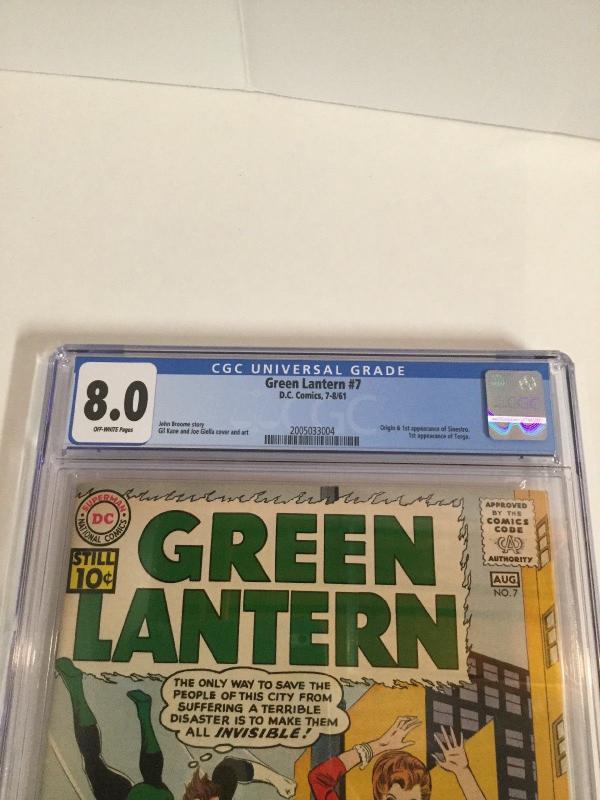 CGC UNIVERSAL GRADE
8.0
OFF-WHITE Pages
Green Lantern #7
D.C. Comics, 7-8/61
John Broome story
Gil Kane and Joe Giella cover and art
2005033004
Origin & 1st appearance of Sinestro.
1st appearance of Torga.
CGC
SUPERMAN
DC
NATIONAL COMICS
STILL
10¢
GREEN
LANTERN
APPROVED
BY THE
COMICS
CODE
AUTHORITY
AUG.
NO. 7
THE ONLY WAY TO SAVE THE
PEOPLE OF THIS CITY FROM
SUFFERING A TERRIBLE
DISASTER IS TO MAKE THEM
ALL INVISIBLE!